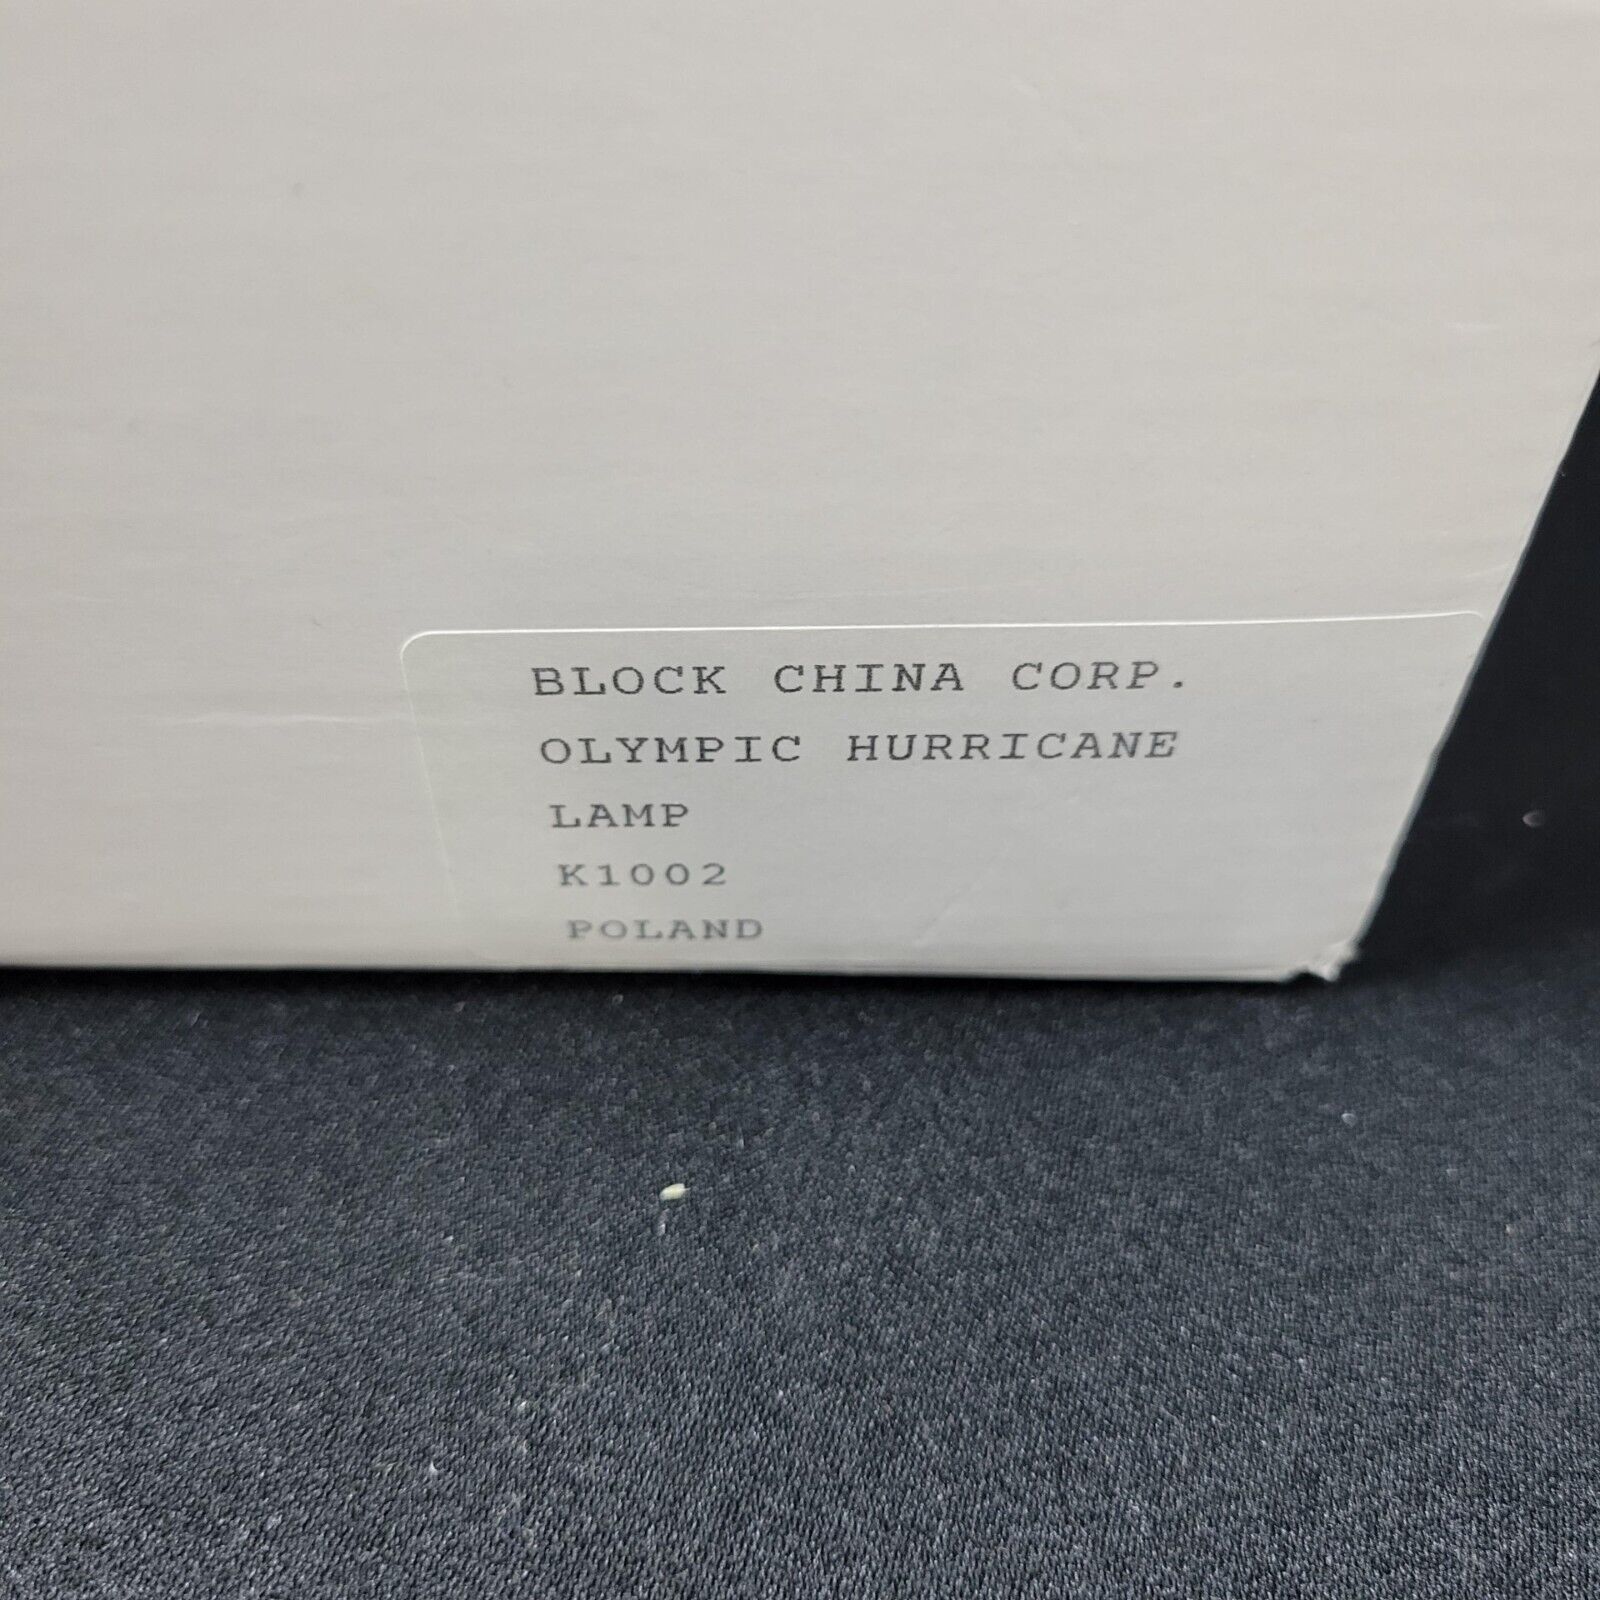 BLOCK CHINA CORP.
OLYMPIC HURRICANE
LAMP
K1002
POLAND